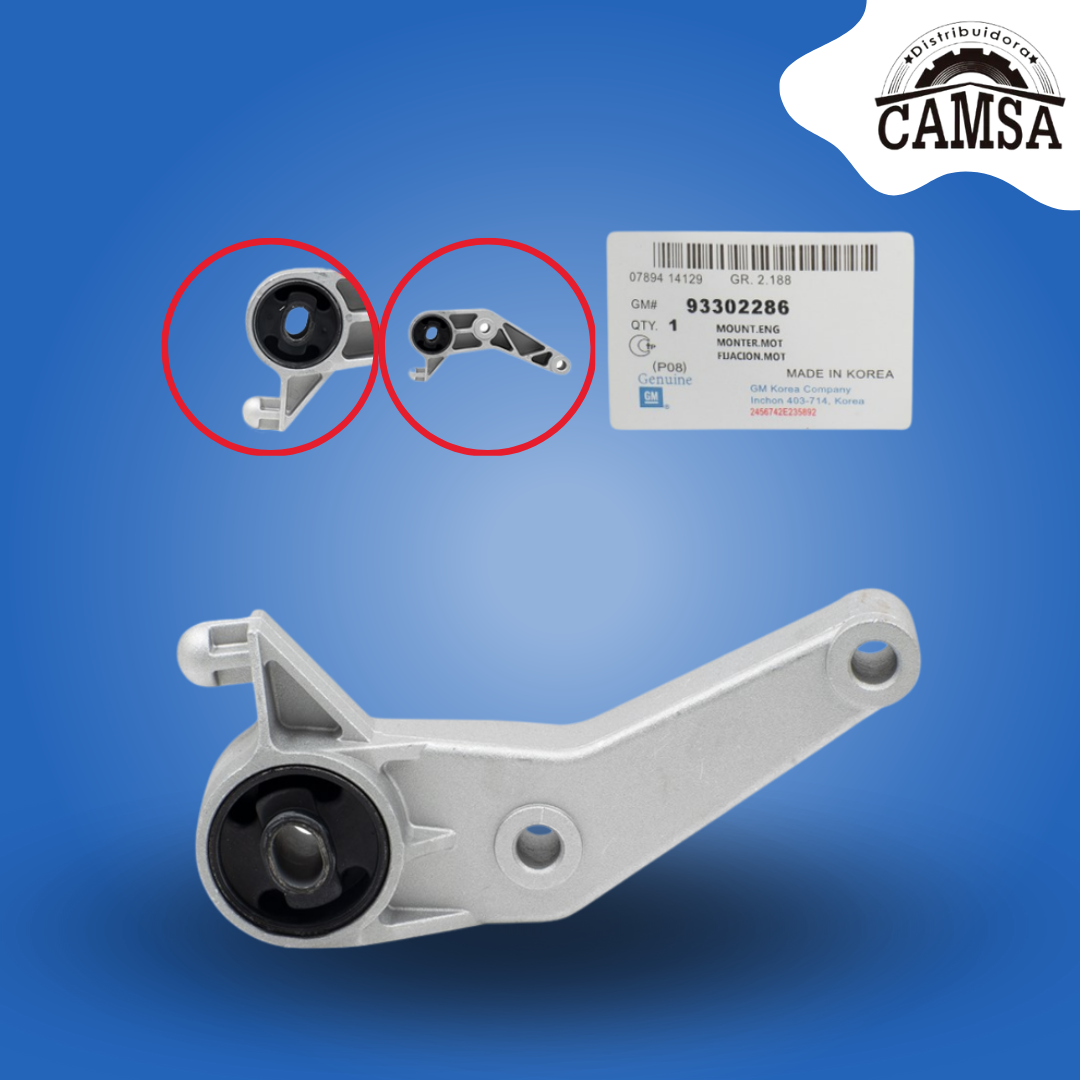 ★Distribuidora★
CAMSA
07894 14129 GR. 2.188
GM# 93302286
QTY. 1 MOUNT.ENG
MONTER.MOT
FIJACION.MOT
(P08)
MADE IN KOREA
Genuine
GM Korea Company
GM Inchon 403-714, Korea
2456742E235892